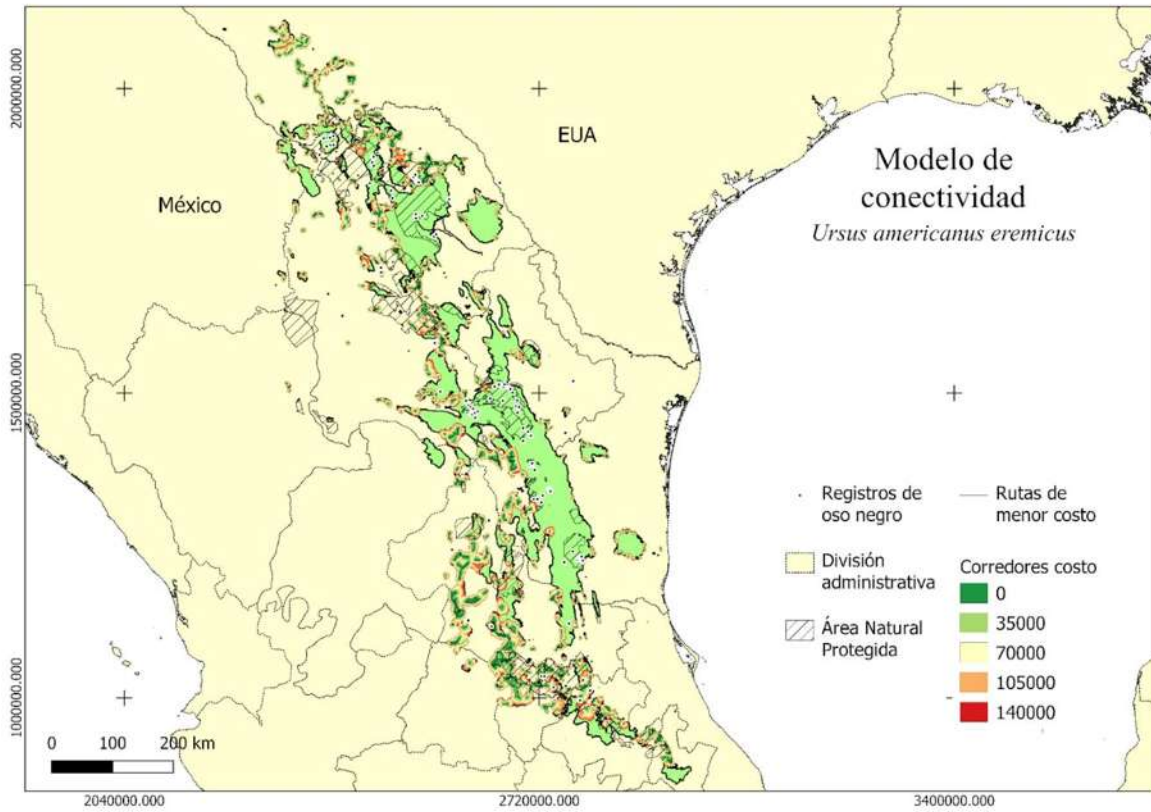 EUA
México
Modelo de
conectividad
Ursus americanus eremicus
Registros de
oso negro
Rutas de
menor costo
División
administrativa
Área Natural
Protegida
Corredores costo
0
35000
70000
105000
140000
0 100 200 km
2000000.000
1500000.000
1000000.000
2040000.000
2720000.000
3400000.000